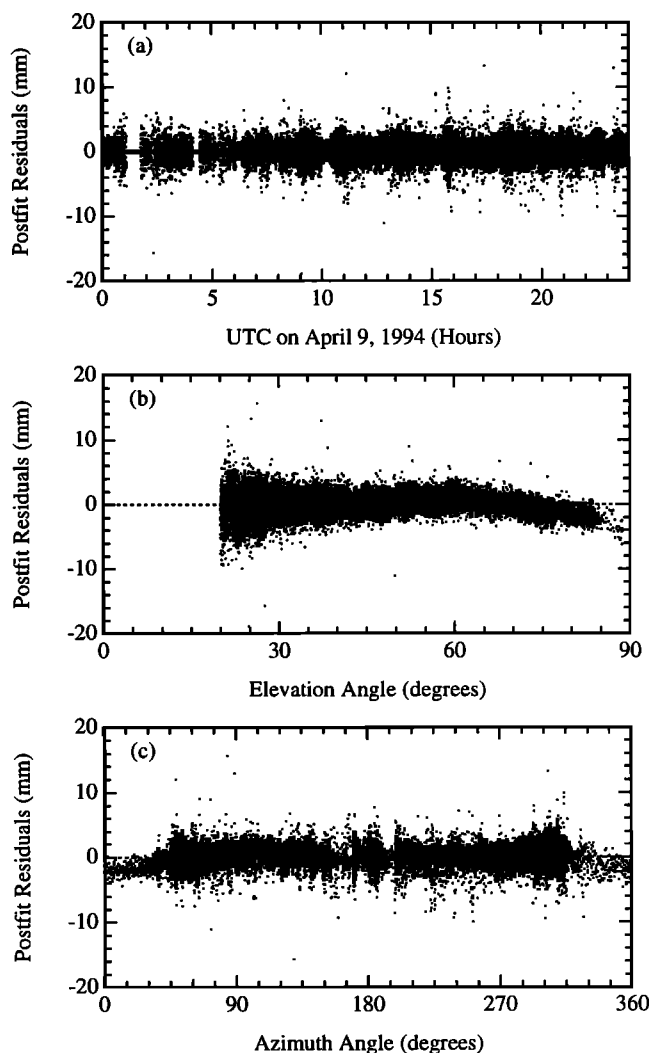 (a)
Postfit Residuals (mm)
20
10
0
-10
-20
0 5 10 15 20
UTC on April 9, 1994 (Hours)
(b)
Postfit Residuals (mm)
20
10
0
-10
-20
0 30 60 90
Elevation Angle (degrees)
(c)
Postfit Residuals (mm)
20
10
0
-10
-20
0 90 180 270 360
Azimuth Angle (degrees)